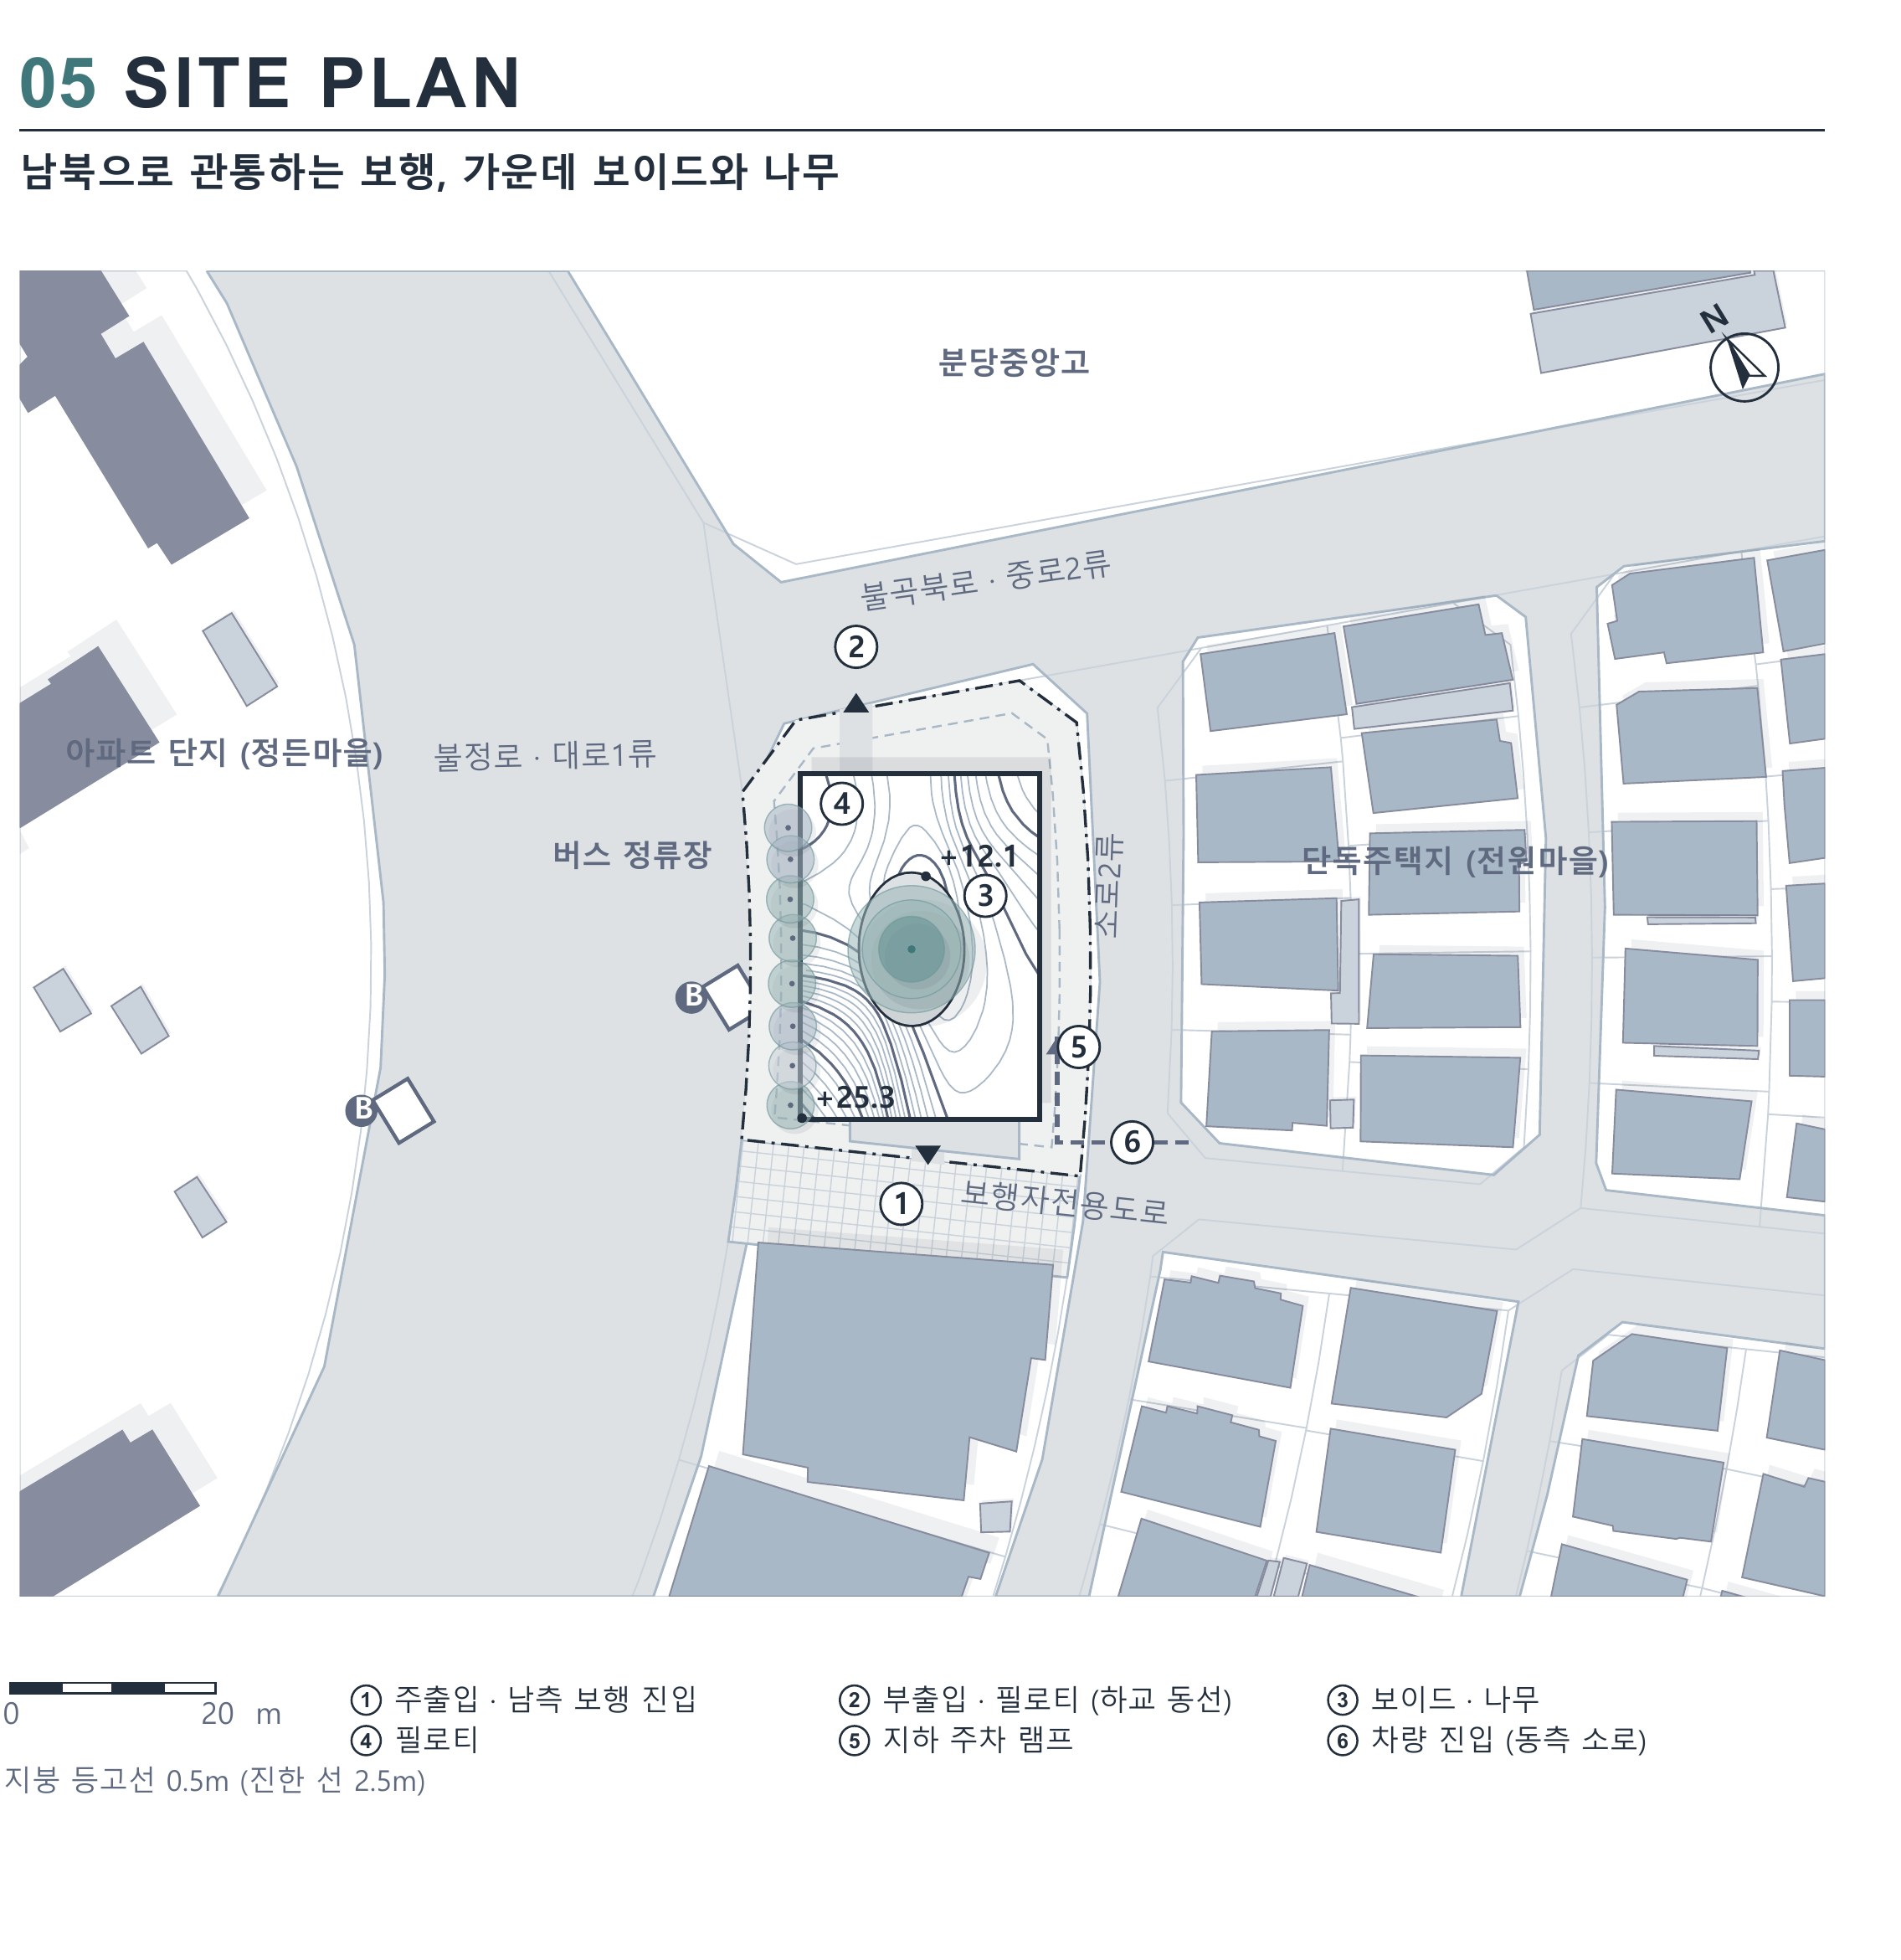 05 SITE PLAN
남북으로 관통하는 보행, 가운데 보이드와 나무
N
분당중앙고
불곡북로 · 중로2류
2
아파트 단지 (정든마을)
불정로 · 대로1류
4
버스 정류장
+12.1
3
소로2류
단독주택지 (전원마을)
B
5
+25.3
B
6
1
보행자전용도로
0 20 m
① 주출입 · 남측 보행 진입
② 부출입 · 필로티 (하교 동선)
③ 보이드 · 나무
④ 필로티
⑤ 지하 주차 램프
⑥ 차량 진입 (동측 소로)
지붕 등고선 0.5m (진한 선 2.5m)